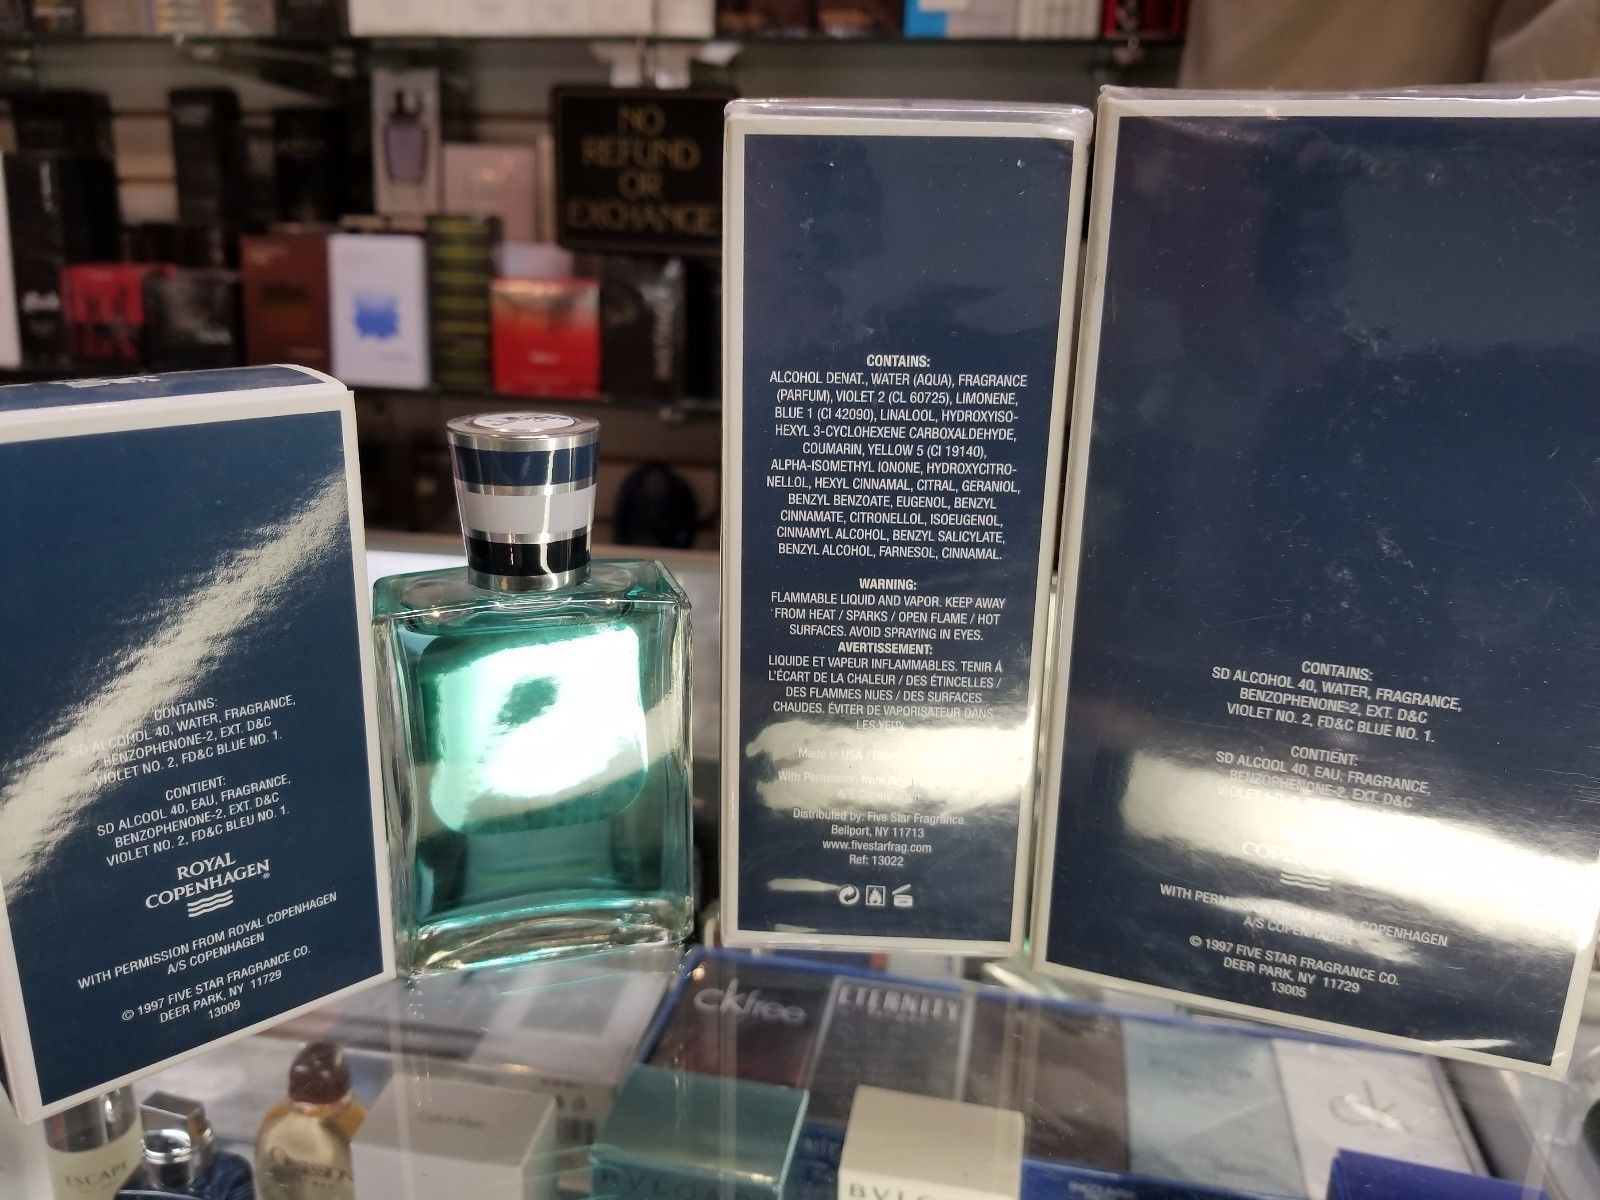 NO
REFUND
OR
EXCHANGE
CONTAINS:
SD ALCOHOL 40, WATER, FRAGRANCE,
BENZOPHENONE-2, EXT. D&C
VIOLET NO. 2, FD&C BLUE NO. 1.
CONTIENT:
SD ALCOOL 40, EAU, FRAGRANCE,
BENZOPHENONE-2, EXT. D&C
VIOLET NO. 2, FD&C BLEU NO. 1.
ROYAL
COPENHAGEN®
WITH PERMISSION FROM ROYAL COPENHAGEN
A/S COPENHAGEN
© 1997 FIVE STAR FRAGRANCE CO.
DEER PARK, NY 11729
13009
CONTAINS:
ALCOHOL DENAT., WATER (AQUA), FRAGRANCE
(PARFUM), VIOLET 2 (CL 60725), LIMONENE,
BLUE 1 (CI 42090), LINALOOL, HYDROXYISO-
HEXYL 3-CYCLOHEXENE CARBOXALDEHYDE,
COUMARIN, YELLOW 5 (CI 19140),
ALPHA-ISOMETHYL IONONE, HYDROXYCITRO-
NELLOL, HEXYL CINNAMAL, CITRAL, GERANIOL,
BENZYL BENZOATE, EUGENOL, BENZYL
CINNAMATE, CITRONELLOL, ISOEUGENOL,
CINNAMYL ALCOHOL, BENZYL SALICYLATE,
BENZYL ALCOHOL, FARNESOL, CINNAMAL.
WARNING:
FLAMMABLE LIQUID AND VAPOR. KEEP AWAY
FROM HEAT / SPARKS / OPEN FLAME / HOT
SURFACES. AVOID SPRAYING IN EYES.
AVERTISSEMENT:
LIQUIDE ET VAPEUR INFLAMMABLES. TENIR À
L'ÉCART DE LA CHALEUR / DES ÉTINCELLES /
DES FLAMMES NUES / DES SURFACES
CHAUDES. ÉVITER DE VAPORISATEUR DANS
LES YEUX.
Made in USA /
With Permission from
A/S Copenhagen
Distributed by: Five Star Fragrance
Bellport, NY 11713
www.fivestarfrag.com
Ref: 13022
CONTAINS:
SD ALCOHOL 40, WATER, FRAGRANCE,
BENZOPHENONE-2, EXT. D&C
VIOLET NO. 2, FD&C BLUE NO. 1.
CONTIENT:
SD ALCOOL 40, EAU, FRAGRANCE,
BENZOPHENONE-2, EXT. D&C
WITH PERMISSION FROM ROYAL COPENHAGEN
A/S COPENHAGEN
© 1997 FIVE STAR FRAGRANCE CO.
DEER PARK, NY 11729
13005
ckfree
ETERNITY
ck
ESCAPE
OBSESSION
BVLGARI
BVLGARI